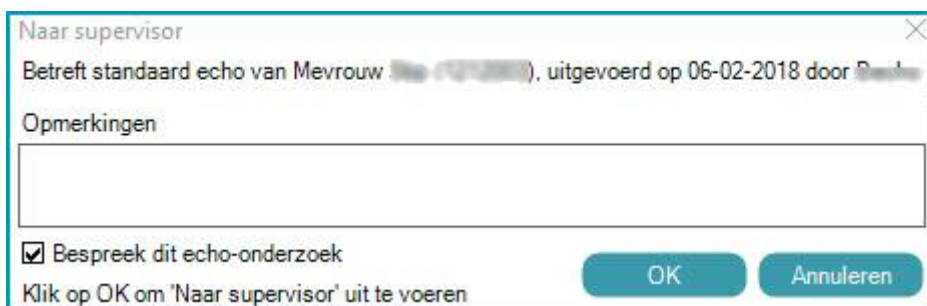 Naar supervisor
Betreft standaard echo van Mevrouw ), uitgevoerd op 06-02-2018 door
Opmerkingen
Bespreek dit echo-onderzoek
OK Annuleren
Klik op OK om 'Naar supervisor' uit te voeren